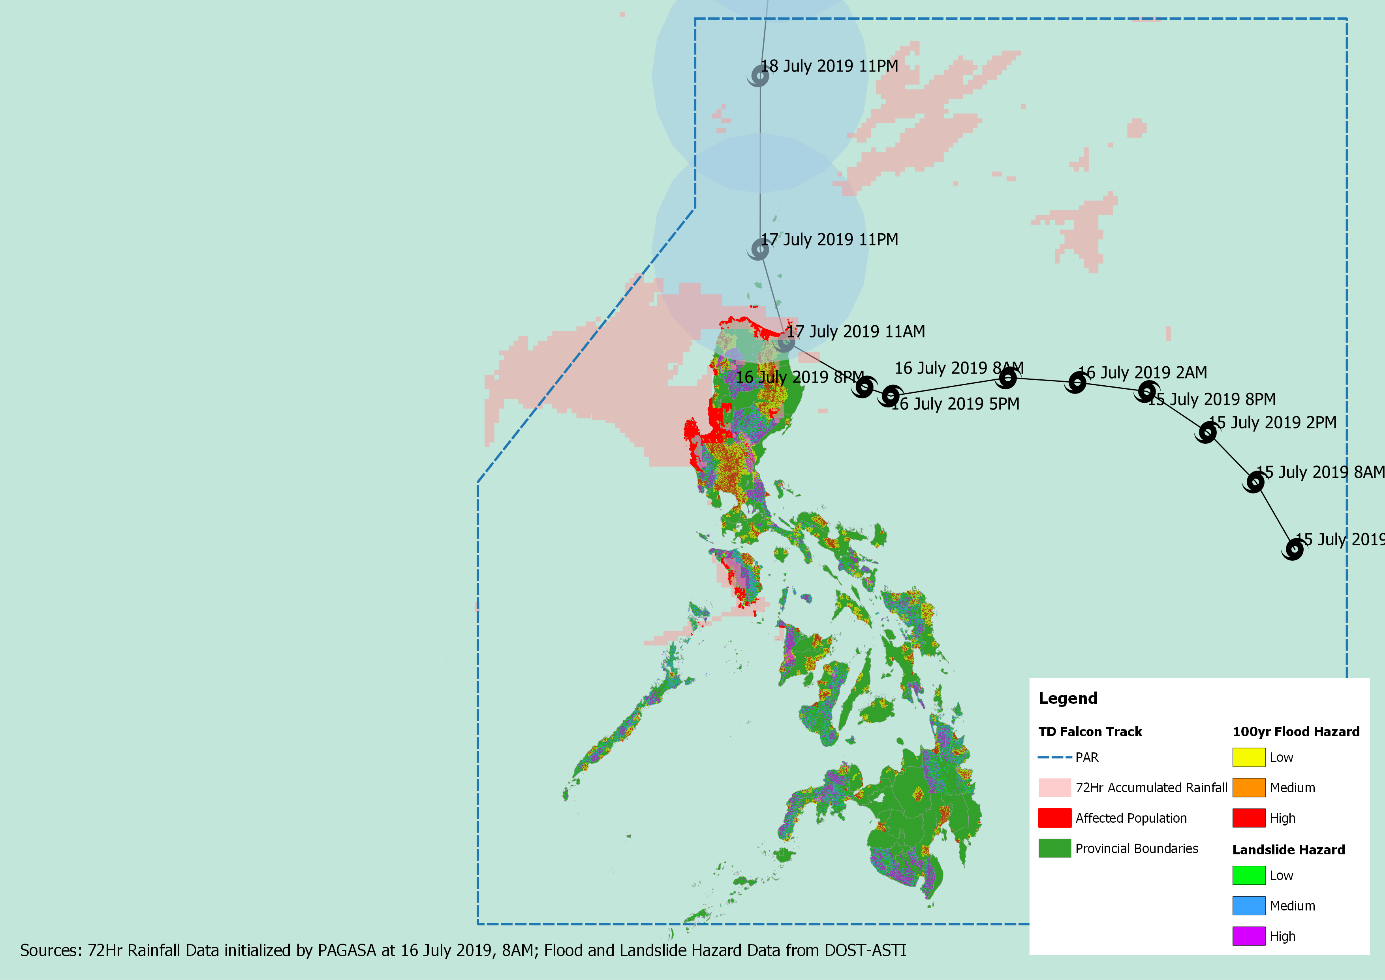 18 July 2019 11PM
17 July 2019 11PM
17 July 2019 11AM
16 July 2019 8PM
16 July 2019 8AM
16 July 2019 5PM
16 July 2019 2AM
15 July 2019 8PM
15 July 2019 2PM
15 July 2019 8AM
15 July 2019
Legend
TD Falcon Track
PAR
72Hr Accumulated Rainfall
Affected Population
Provincial Boundaries
100yr Flood Hazard
Low
Medium
High
Landslide Hazard
Low
Medium
High
Sources: 72Hr Rainfall Data initialized by PAGASA at 16 July 2019, 8AM; Flood and Landslide Hazard Data from DOST-ASTI